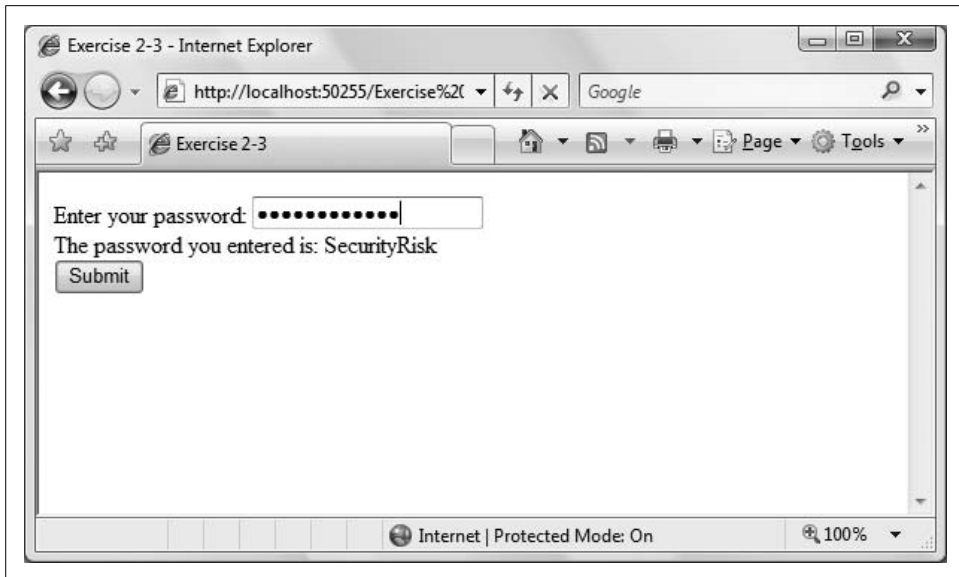 Exercise 2-3 - Internet Explorer
http://localhost:50255/Exercise%20
Google
Exercise 2-3
Page
Tools
Enter your password: ●●●●●●●●●●●●
The password you entered is: SecurityRisk
Submit
Internet | Protected Mode: On
100%